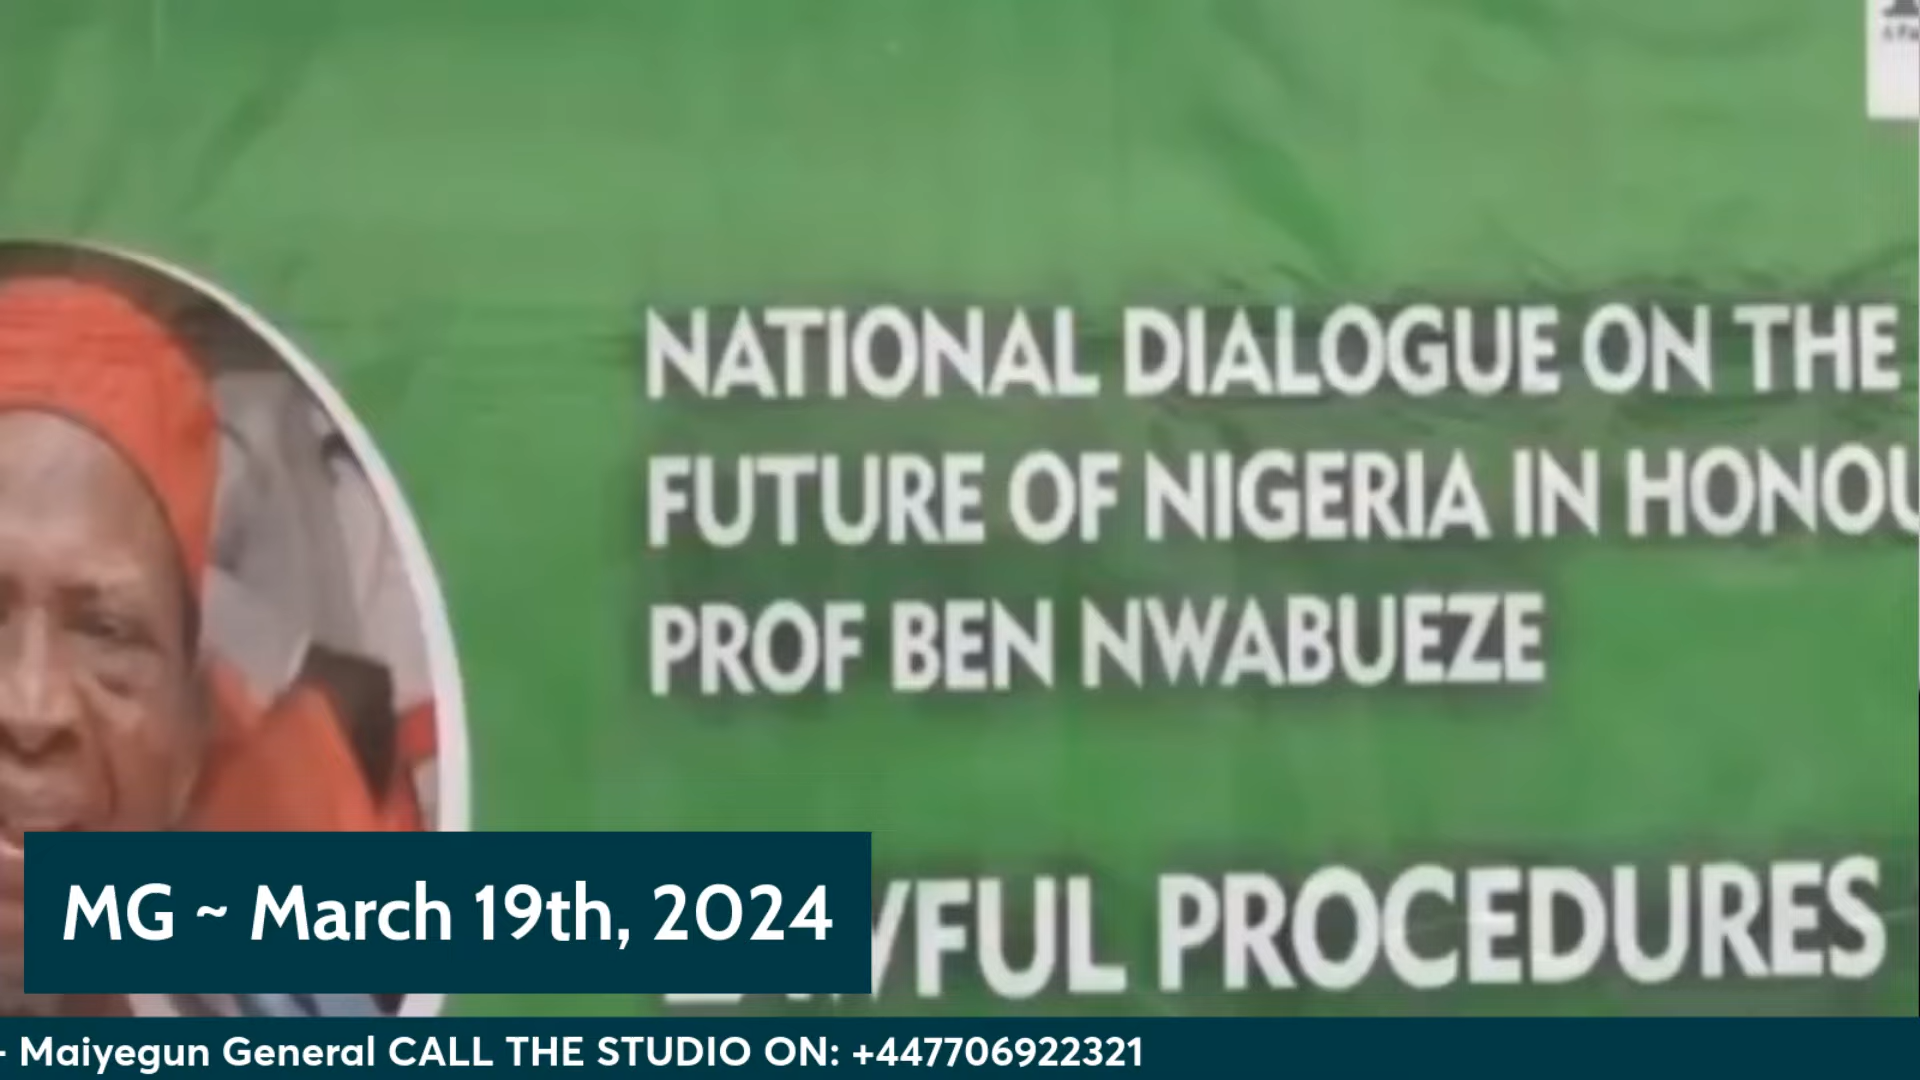 NATIONAL DIALOGUE ON THE
FUTURE OF NIGERIA IN HONOU
PROF BEN NWABUEZE
WFUL PROCEDURES
MG ~ March 19th, 2024
- Maiyegun General CALL THE STUDIO ON: +447706922321